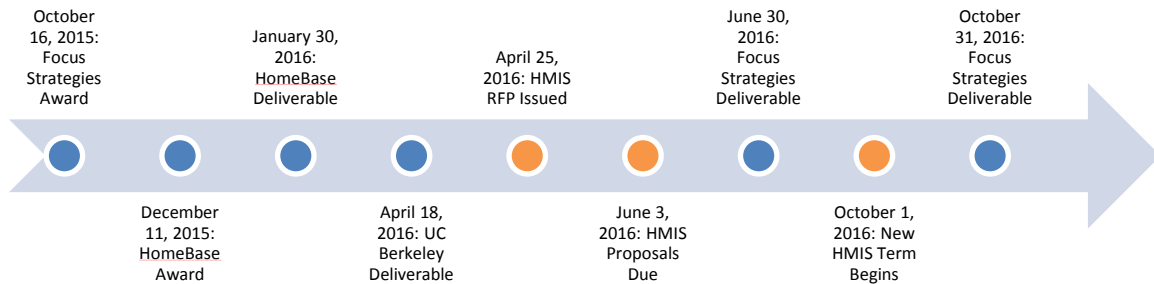 October
16, 2015:
Focus
Strategies
Award
January 30,
2016:
HomeBase
Deliverable
April 25,
2016: HMIS
RFP Issued
June 30,
2016:
Focus
Strategies
Deliverable
October
31, 2016:
Focus
Strategies
Deliverable
December
11, 2015:
HomeBase
Award
April 18,
2016: UC
Berkeley
Deliverable
June 3,
2016: HMIS
Proposals
Due
October 1,
2016: New
HMIS Term
Begins